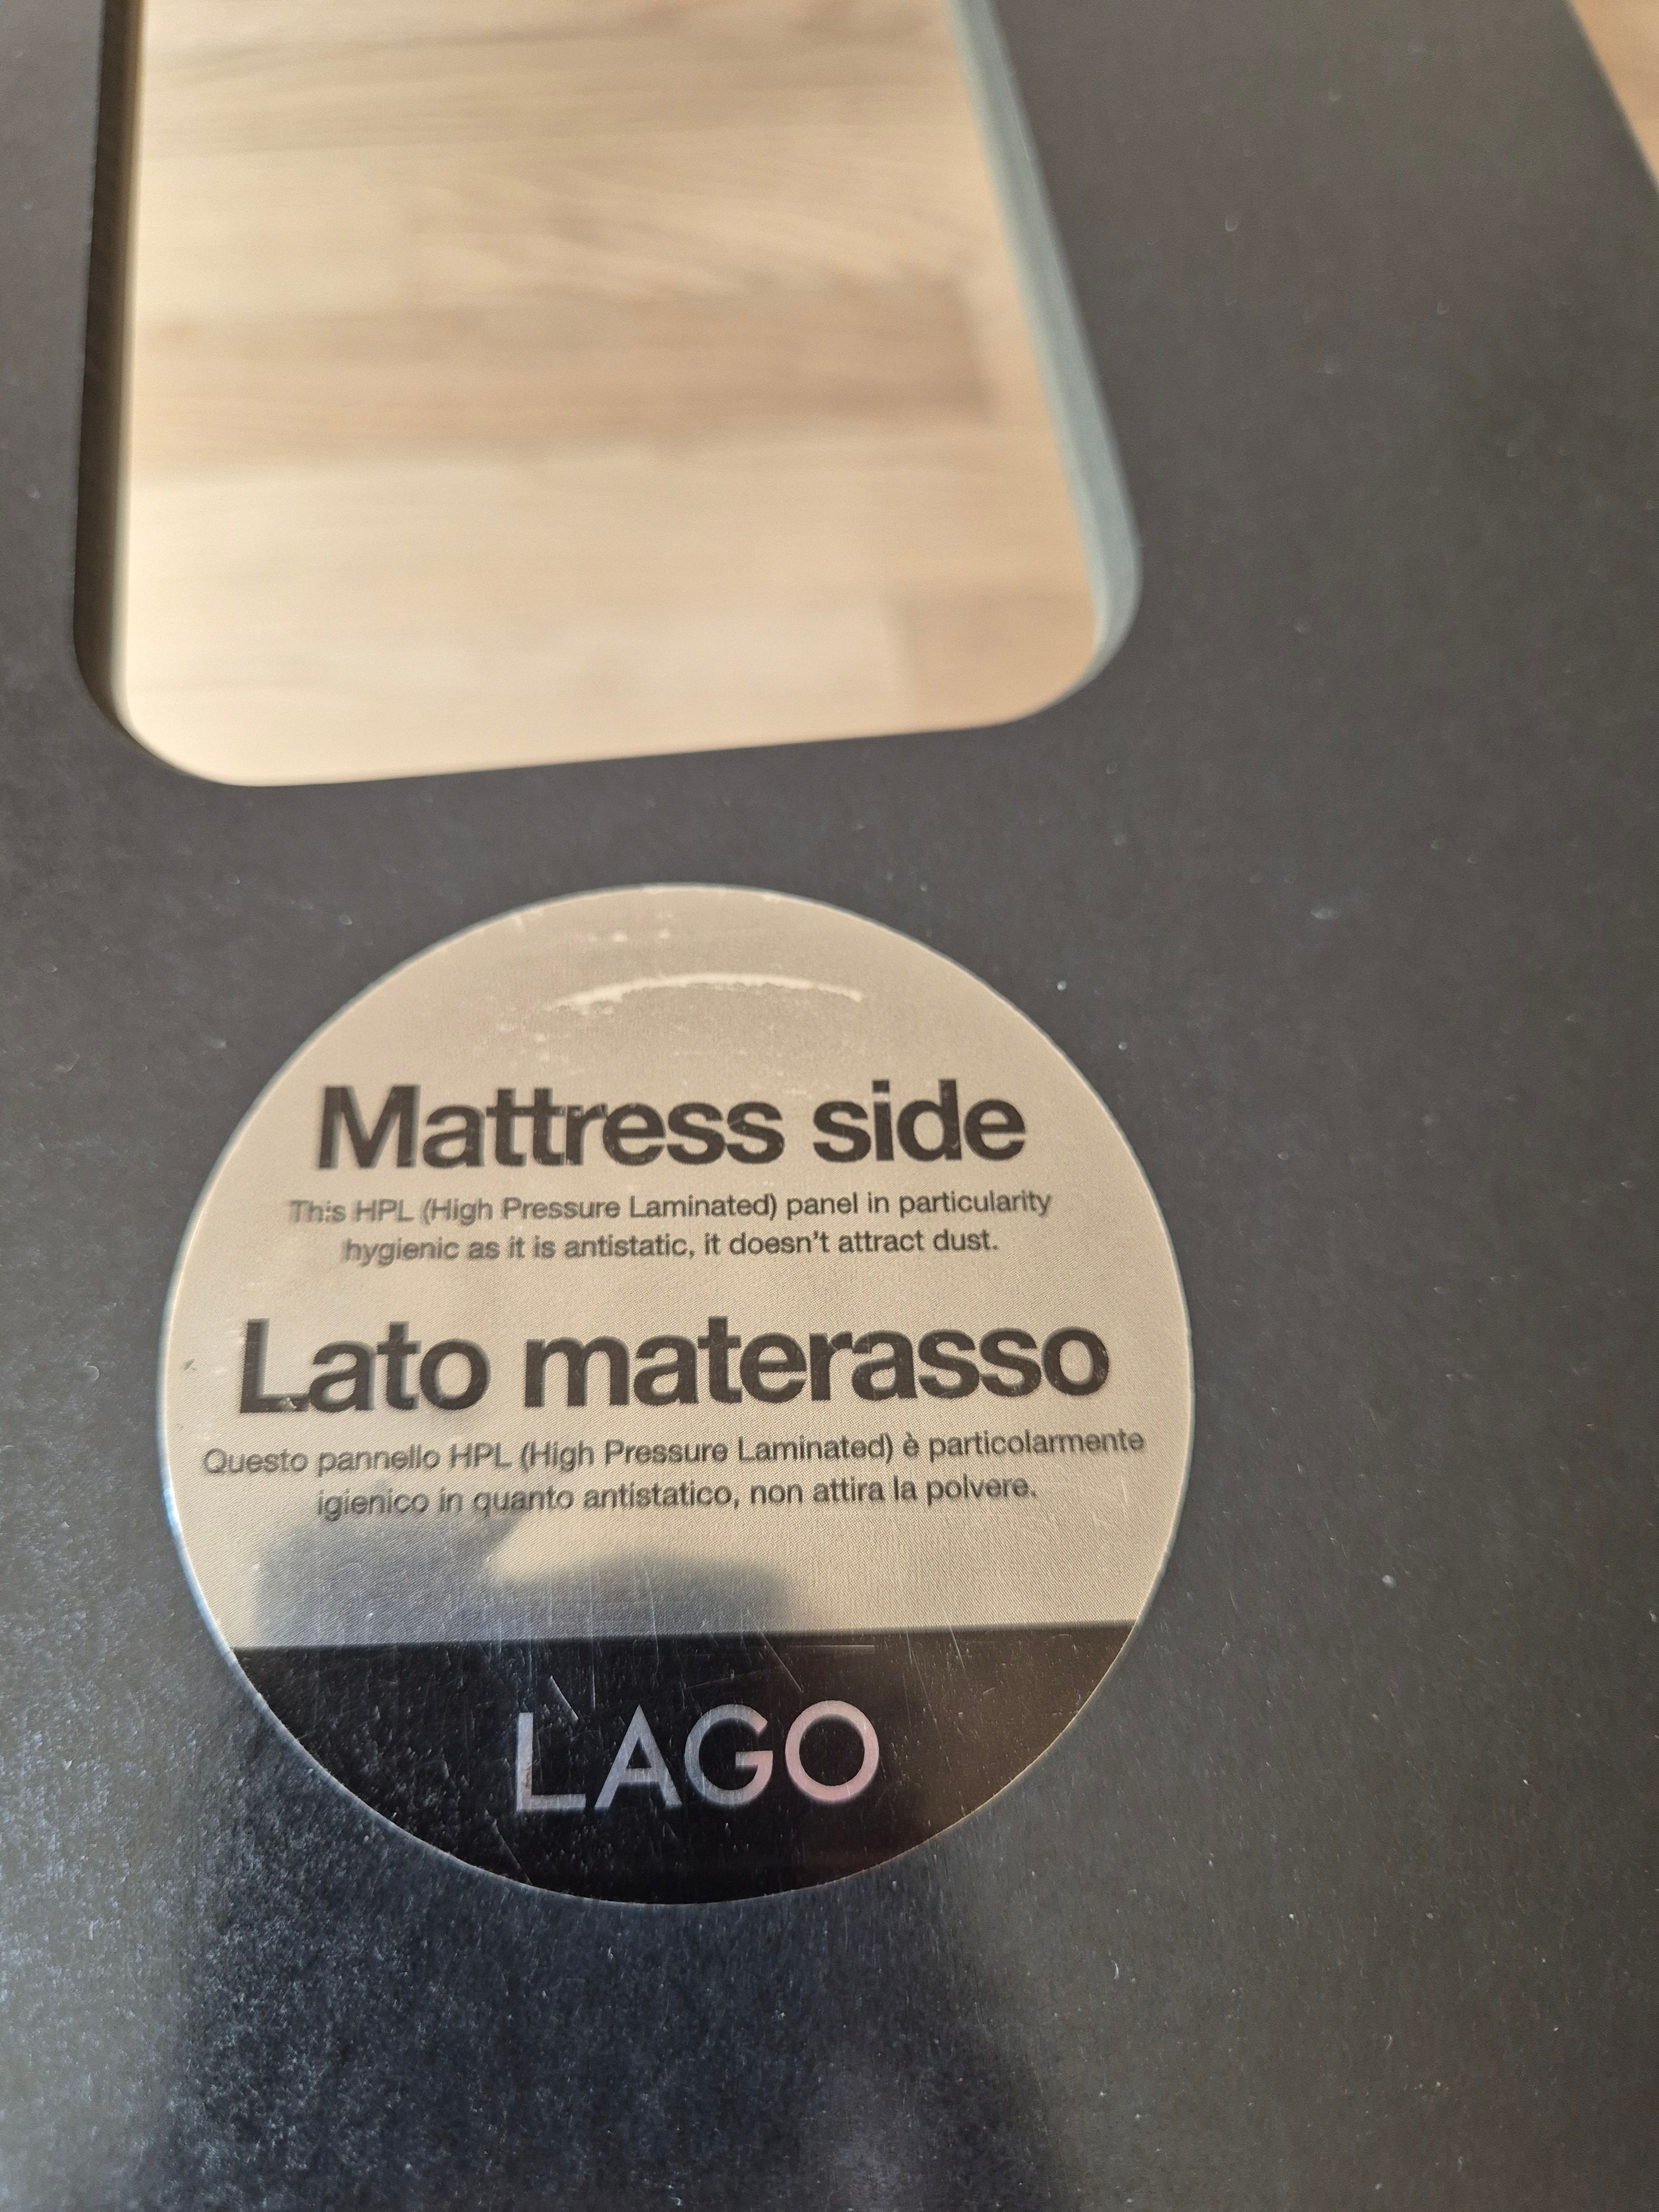 Mattress side
This HPL (High Pressure Laminated) panel in particularity
hygienic as it is antistatic, it doesn't attract dust.
Lato materasso
Questo pannello HPL (High Pressure Laminated) è particolarmente
igienico in quanto antistatico, non attira la polvere.
LAGO